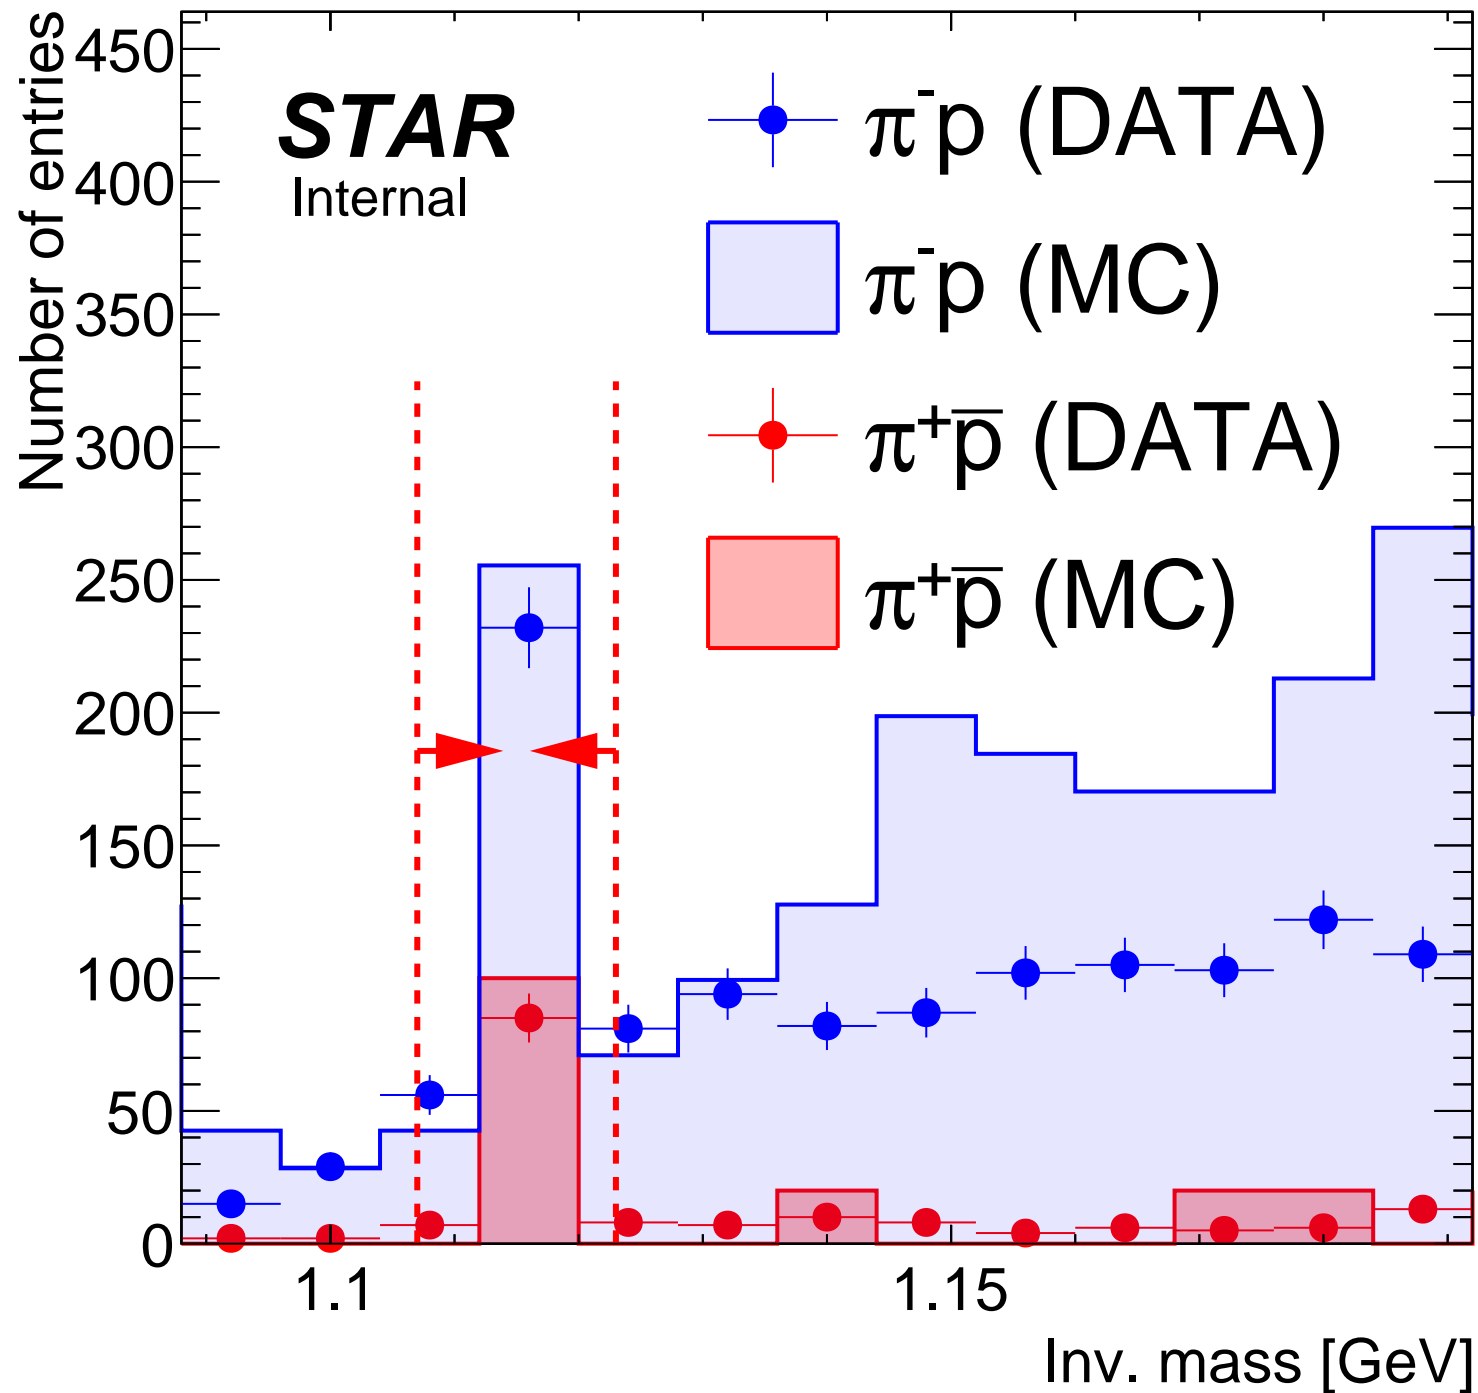 Number of entries
450
400
350
300
250
200
150
100
50
0
STAR
Internal
π⁻p (DATA)
π⁻p (MC)
π⁺p̅ (DATA)
π⁺p̅ (MC)
1.1
1.15
Inv. mass [GeV]